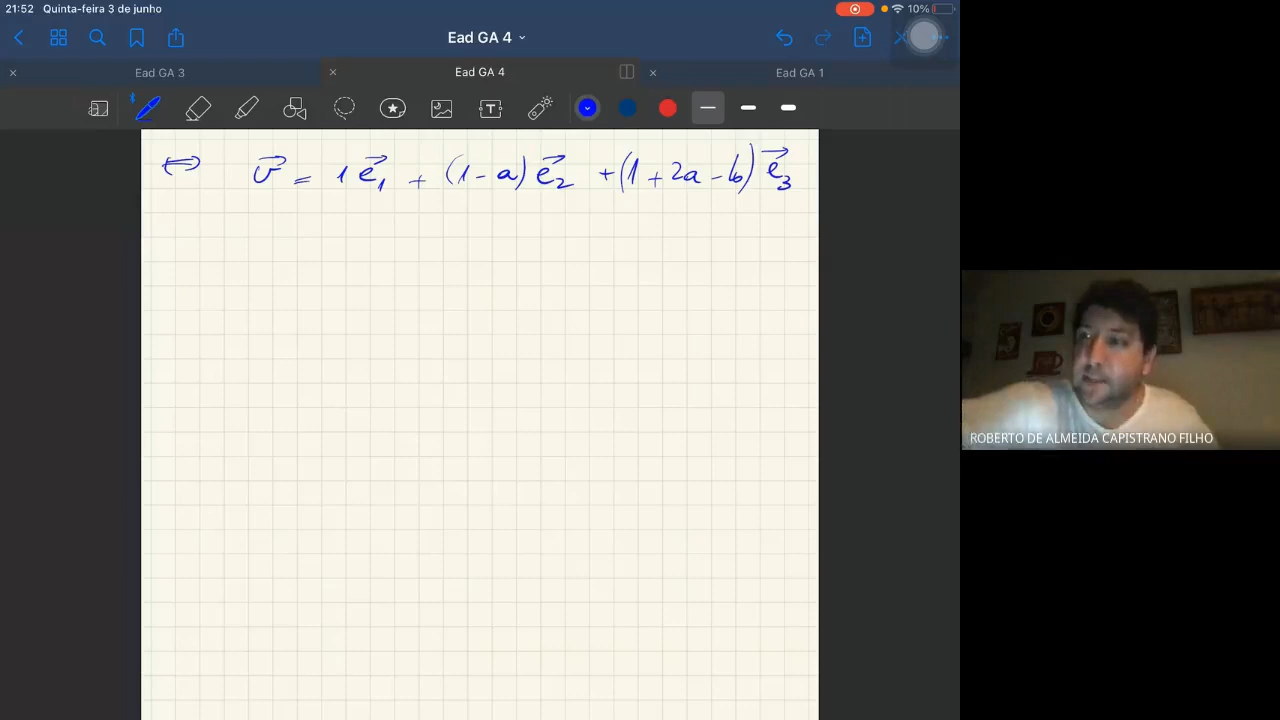 21:52 Quinta-feira 3 de junho 10%
Ead GA 4
Ead GA 3 Ead GA 4 Ead GA 1
⇔ v⃗ = 1e⃗₁ + (1 - a)e⃗₂ + (1 + 2a - b)e⃗₃
ROBERTO DE ALMEIDA CAPISTRANO FILHO